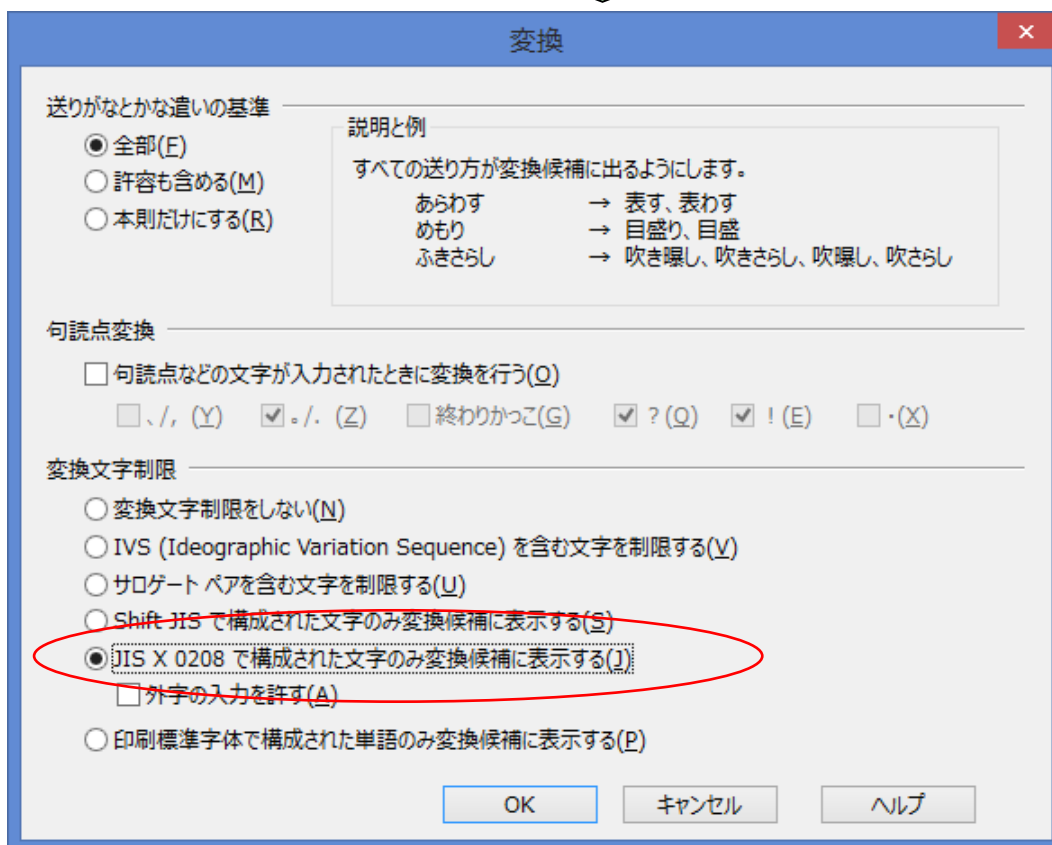 変換
送りがなとかな遣いの基準
全部(F)
許容も含める(M)
本則だけにする(R)
説明と例
すべての送り方が変換候補に出るようにします。
あらわす → 表す、表わす
めもり → 目盛り、目盛
ふきさらし → 吹き曝し、吹きさらし、吹曝し、吹さらし
句読点変換
句読点などの文字が入力されたときに変換を行う(O)
、/, (Y) 。/. (Z) 終わりかっこ(G) ? (Q) ! (E) ・(X)
変換文字制限
変換文字制限をしない(N)
IVS (Ideographic Variation Sequence) を含む文字を制限する(V)
サロゲート ペアを含む文字を制限する(U)
Shift JIS で構成された文字のみ変換候補に表示する(S)
JIS X 0208 で構成された文字のみ変換候補に表示する(J)
外字の入力を許す(A)
印刷標準字体で構成された単語のみ変換候補に表示する(P)
OK キャンセル ヘルプ